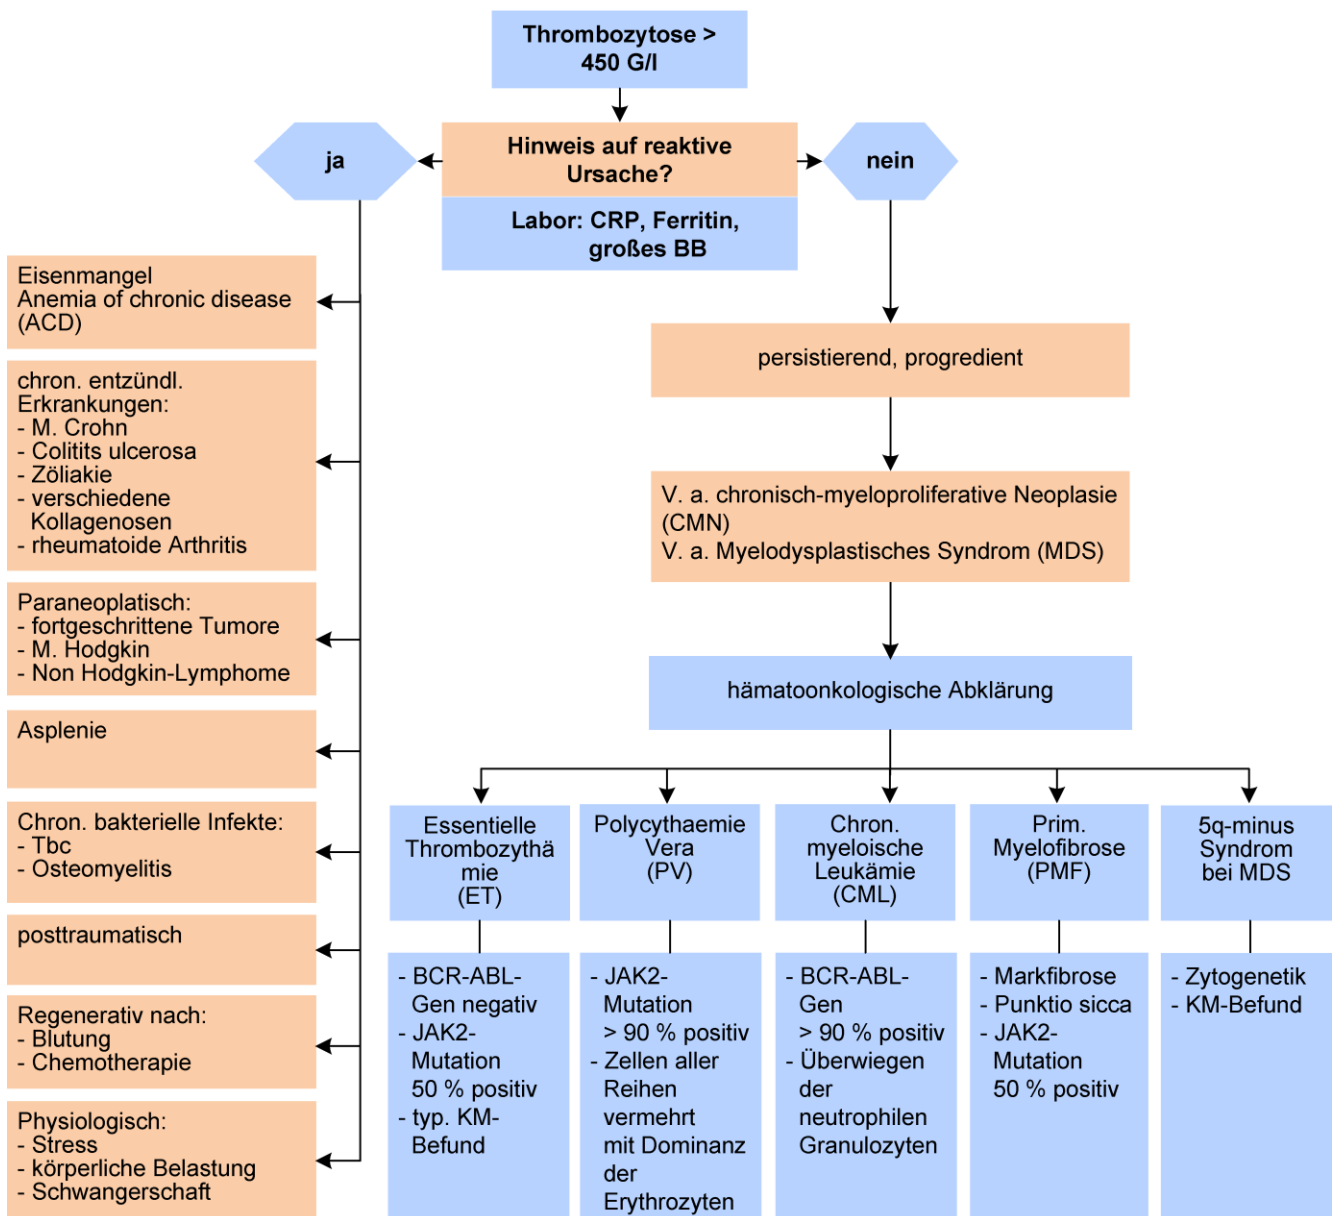 Thrombozytose >
450 G/l
ja
Hinweis auf reaktive
Ursache?
nein
Labor: CRP, Ferritin,
großes BB
Eisenmangel
Anemia of chronic disease
(ACD)
chron. entzündl.
Erkrankungen:
- M. Crohn
- Colitits ulcerosa
- Zöliakie
- verschiedene
Kollagenosen
- rheumatoide Arthritis
Paraneoplatisch:
- fortgeschrittene Tumore
- M. Hodgkin
- Non Hodgkin-Lymphome
Asplenie
Chron. bakterielle Infekte:
- Tbc
- Osteomyelitis
posttraumatisch
Regenerativ nach:
- Blutung
- Chemotherapie
Physiologisch:
- Stress
- körperliche Belastung
- Schwangerschaft
persistierend, progredient
V. a. chronisch-myeloproliferative Neoplasie
(CMN)
V. a. Myelodysplastisches Syndrom (MDS)
hämatoonkologische Abklärung
Essentielle
Thrombozythä
mie
(ET)
- BCR-ABL-
Gen negativ
- JAK2-
Mutation
50 % positiv
- typ. KM-
Befund
Polycythaemie
Vera
(PV)
- JAK2-
Mutation
> 90 % positiv
- Zellen aller
Reihen
vermehrt
mit Dominanz
der
Erythrozyten
Chron.
myeloische
Leukämie
(CML)
- BCR-ABL-
Gen
> 90 % positiv
- Überwiegen
der
neutrophilen
Granulozyten
Prim.
Myelofibrose
(PMF)
- Markfibrose
- Punktio sicca
- JAK2-
Mutation
50 % positiv
5q-minus
Syndrom
bei MDS
- Zytogenetik
- KM-Befund